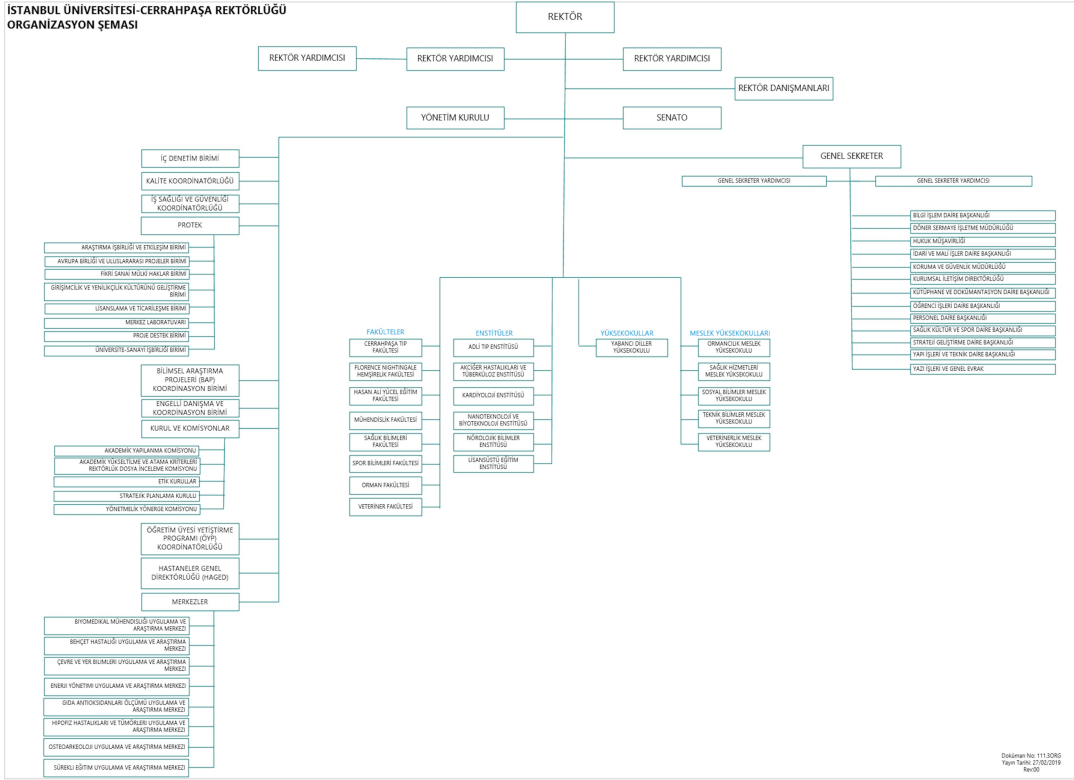 İSTANBUL ÜNİVERSİTESİ-CERRAHPAŞA REKTÖRLÜĞÜ
ORGANİZASYON ŞEMASI
REKTÖR
REKTÖR YARDIMCISI
REKTÖR YARDIMCISI
REKTÖR YARDIMCISI
REKTÖR DANIŞMANLARI
YÖNETİM KURULU
SENATO
GENEL SEKRETER
GENEL SEKRETER YARDIMCISI
GENEL SEKRETER YARDIMCISI
BİLGİ İŞLEM DAİRE BAŞKANLIĞI
DÖNER SERMAYE İŞLETME MÜDÜRLÜĞÜ
HUKUK MÜŞAVİRLİĞİ
İDARİ VE MALİ İŞLER DAİRE BAŞKANLIĞI
KORUMA VE GÜVENLİK MÜDÜRLÜĞÜ
KURUMSAL İLETİŞİM DİREKTÖRLÜĞÜ
KÜTÜPHANE VE DOKÜMANTASYON DAİRE BAŞKANLIĞI
ÖĞRENCİ İŞLERİ DAİRE BAŞKANLIĞI
PERSONEL DAİRE BAŞKANLIĞI
SAĞLIK KÜLTÜR VE SPOR DAİRE BAŞKANLIĞI
STRATEJİ GELİŞTİRME DAİRE BAŞKANLIĞI
YAPI İŞLERİ VE TEKNİK DAİRE BAŞKANLIĞI
YAZI İŞLERİ VE GENEL EVRAK
İÇ DENETİM BİRİMİ
KALİTE KOORDİNATÖRLÜĞÜ
İŞ SAĞLIĞI VE GÜVENLİĞİ
KOORDİNATÖRLÜĞÜ
PROTEK
ARAŞTIRMA İŞBİRLİĞİ VE ETKİLEŞİM BİRİMİ
AVRUPA BİRLİĞİ VE ULUSLARARASI PROJELER BİRİMİ
FİKRİ SANAİ MÜLKİ HAKLAR BİRİMİ
GİRİŞİMCİLİK VE YENİLİKÇİLİK KÜLTÜRÜNÜ GELİŞTİRME
BİRİMİ
LİSANSLAMA VE TİCARİLEŞME BİRİMİ
MERKEZ LABORATUVARI
PROJE DESTEK BİRİMİ
ÜNİVERSİTE-SANAYİ İŞBİRLİĞİ BİRİMİ
BİLİMSEL ARAŞTIRMA
PROJELERİ (BAP)
KOORDİNASYON BİRİMİ
ENGELLİ DANIŞMA VE
KOORDİNASYON BİRİMİ
KURUL VE KOMİSYONLAR
AKADEMİK YAPILANMA KOMİSYONU
AKADEMİK YÜKSELTİLME VE ATAMA KRİTERLERİ
REKTÖRLÜK DOSYA İNCELEME KOMİSYONU
ETİK KURULLAR
STRATEJİK PLANLAMA KURULU
YÖNETMELİK YÖNERGE KOMİSYONU
ÖĞRETİM ÜYESİ YETİŞTİRME
PROGRAMI (ÖYP)
KOORDİNATÖRLÜĞÜ
HASTANELER GENEL
DİREKTÖRLÜĞÜ (HAGED)
MERKEZLER
BİYOMEDİKAL MÜHENDİSLİĞİ UYGULAMA VE
ARAŞTIRMA MERKEZİ
BEHÇET HASTALIĞI UYGULAMA VE ARAŞTIRMA
MERKEZİ
ÇEVRE VE YER BİLİMLERİ UYGULAMA VE ARAŞTIRMA
MERKEZİ
ENERJİ YÖNETİMİ UYGULAMA VE ARAŞTIRMA MERKEZİ
GIDA ANTİOKSİDANLARI ÖLÇÜMÜ UYGULAMA VE
ARAŞTIRMA MERKEZİ
HİPOFİZ HASTALIKLARI VE TÜMÖRLERİ UYGULAMA VE
ARAŞTIRMA MERKEZİ
OSTEOARKEOLOJİ UYGULAMA VE ARAŞTIRMA MERKEZİ
SÜREKLİ EĞİTİM UYGULAMA VE ARAŞTIRMA MERKEZİ
FAKÜLTELER
CERRAHPAŞA TIP
FAKÜLTESİ
FLORENCE NIGHTINGALE
HEMŞİRELİK FAKÜLTESİ
HASAN ALİ YÜCEL EĞİTİM
FAKÜLTESİ
MÜHENDİSLİK FAKÜLTESİ
SAĞLIK BİLİMLERİ
FAKÜLTESİ
SPOR BİLİMLERİ FAKÜLTESİ
ORMAN FAKÜLTESİ
VETERİNER FAKÜLTESİ
ENSTİTÜLER
ADLİ TIP ENSTİTÜSÜ
AKCİĞER HASTALIKLARI VE
TÜBERKÜLOZ ENSTİTÜSÜ
KARDİYOLOJİ ENSTİTÜSÜ
NANOTEKNOLOJİ VE
BİYOTEKNOLOJİ ENSTİTÜSÜ
NÖROLOJİK BİLİMLER
ENSTİTÜSÜ
LİSANSÜSTÜ EĞİTİM
ENSTİTÜSÜ
YÜKSEKOKULLAR
YABANCI DİLLER
YÜKSEKOKULU
MESLEK YÜKSEKOKULLARI
ORMANCILIK MESLEK
YÜKSEKOKULU
SAĞLIK HİZMETLERİ
MESLEK YÜKSEKOKULU
SOSYAL BİLİMLER MESLEK
YÜKSEKOKULU
TEKNİK BİLİMLER MESLEK
YÜKSEKOKULU
VETERİNERLİK MESLEK
YÜKSEKOKULU
Doküman No: 111.3ORG
Yayın Tarihi: 27/02/2019
Rev:00